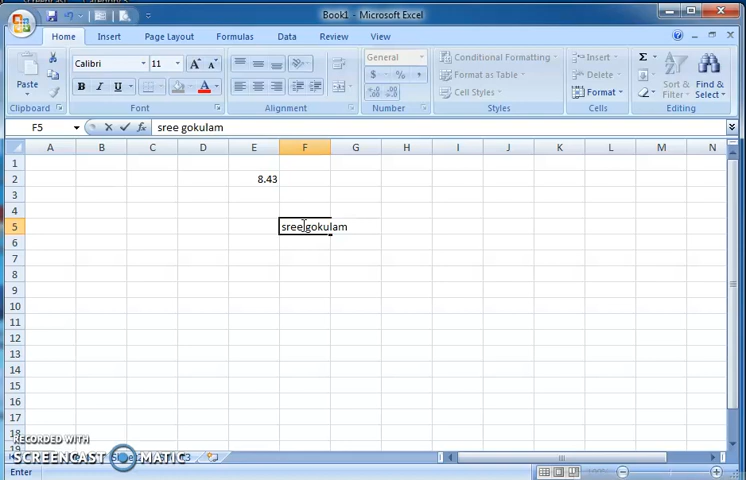 Book1 - Microsoft Excel
Home Insert Page Layout Formulas Data Review View
Paste
Calibri 11
General
Conditional Formatting
Format as Table
Cell Styles
Insert
Delete
Format
Sort & Filter
Find & Select
Clipboard Font Alignment Number Styles Cells Editing
F5 sree gokulam
A B C D E F G H I J K L M N
1
2 8.43
3
4
5 sree gokulam
6
7
8
9
10
11
12
13
14
15
16
17
18
19
RECORDED WITH
SCREENCAST MATIC
Enter 100%